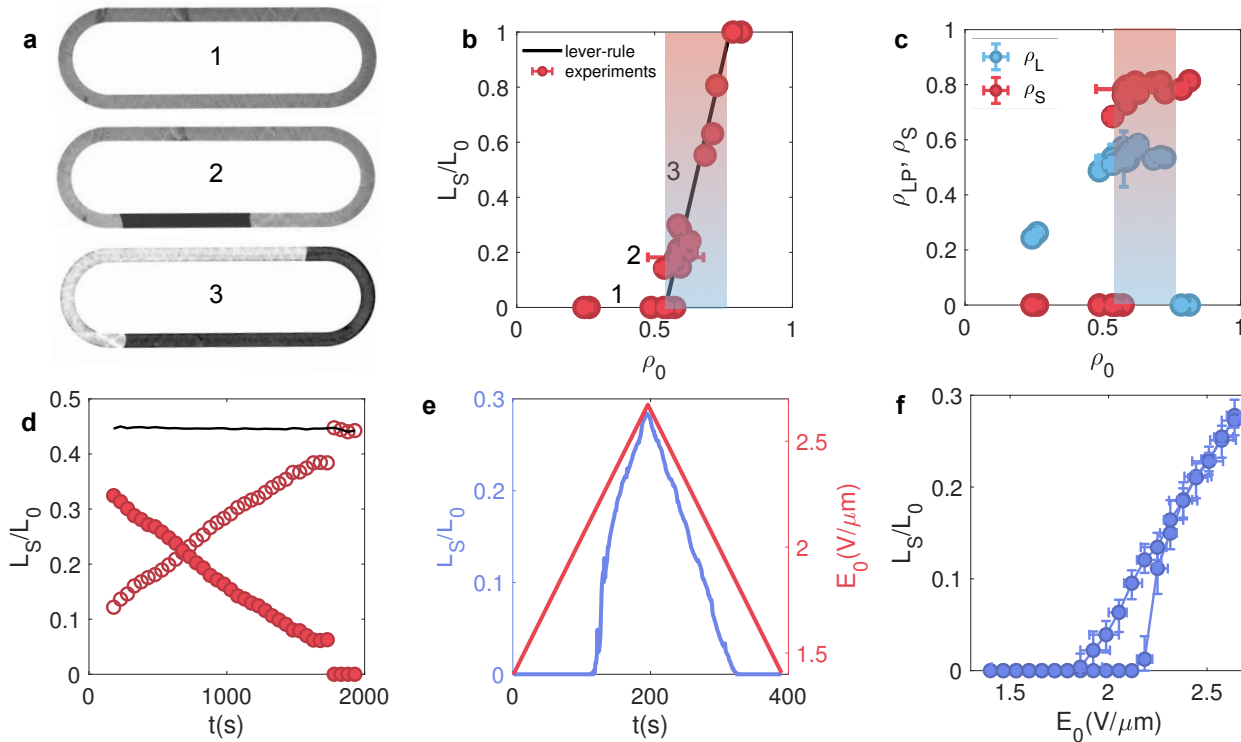 a
1
2
3
b
lever-rule
experiments
3
2
1
L_S/L_0
1
0.8
0.6
0.4
0.2
0
0
0.5
1
ρ_0
c
ρ_L
ρ_S
ρ_LP, ρ_S
1
0.8
0.6
0.4
0.2
0
0
0.5
1
ρ_0
d
L_S/L_0
0.5
0.4
0.3
0.2
0.1
0
0
1000
2000
t(s)
e
L_S/L_0
0.3
0.2
0.1
0
0
200
400
t(s)
2.5
2
1.5
E_0(V/μm)
f
L_S/L_0
0.3
0.2
0.1
0
1.5
2
2.5
E_0(V/μm)